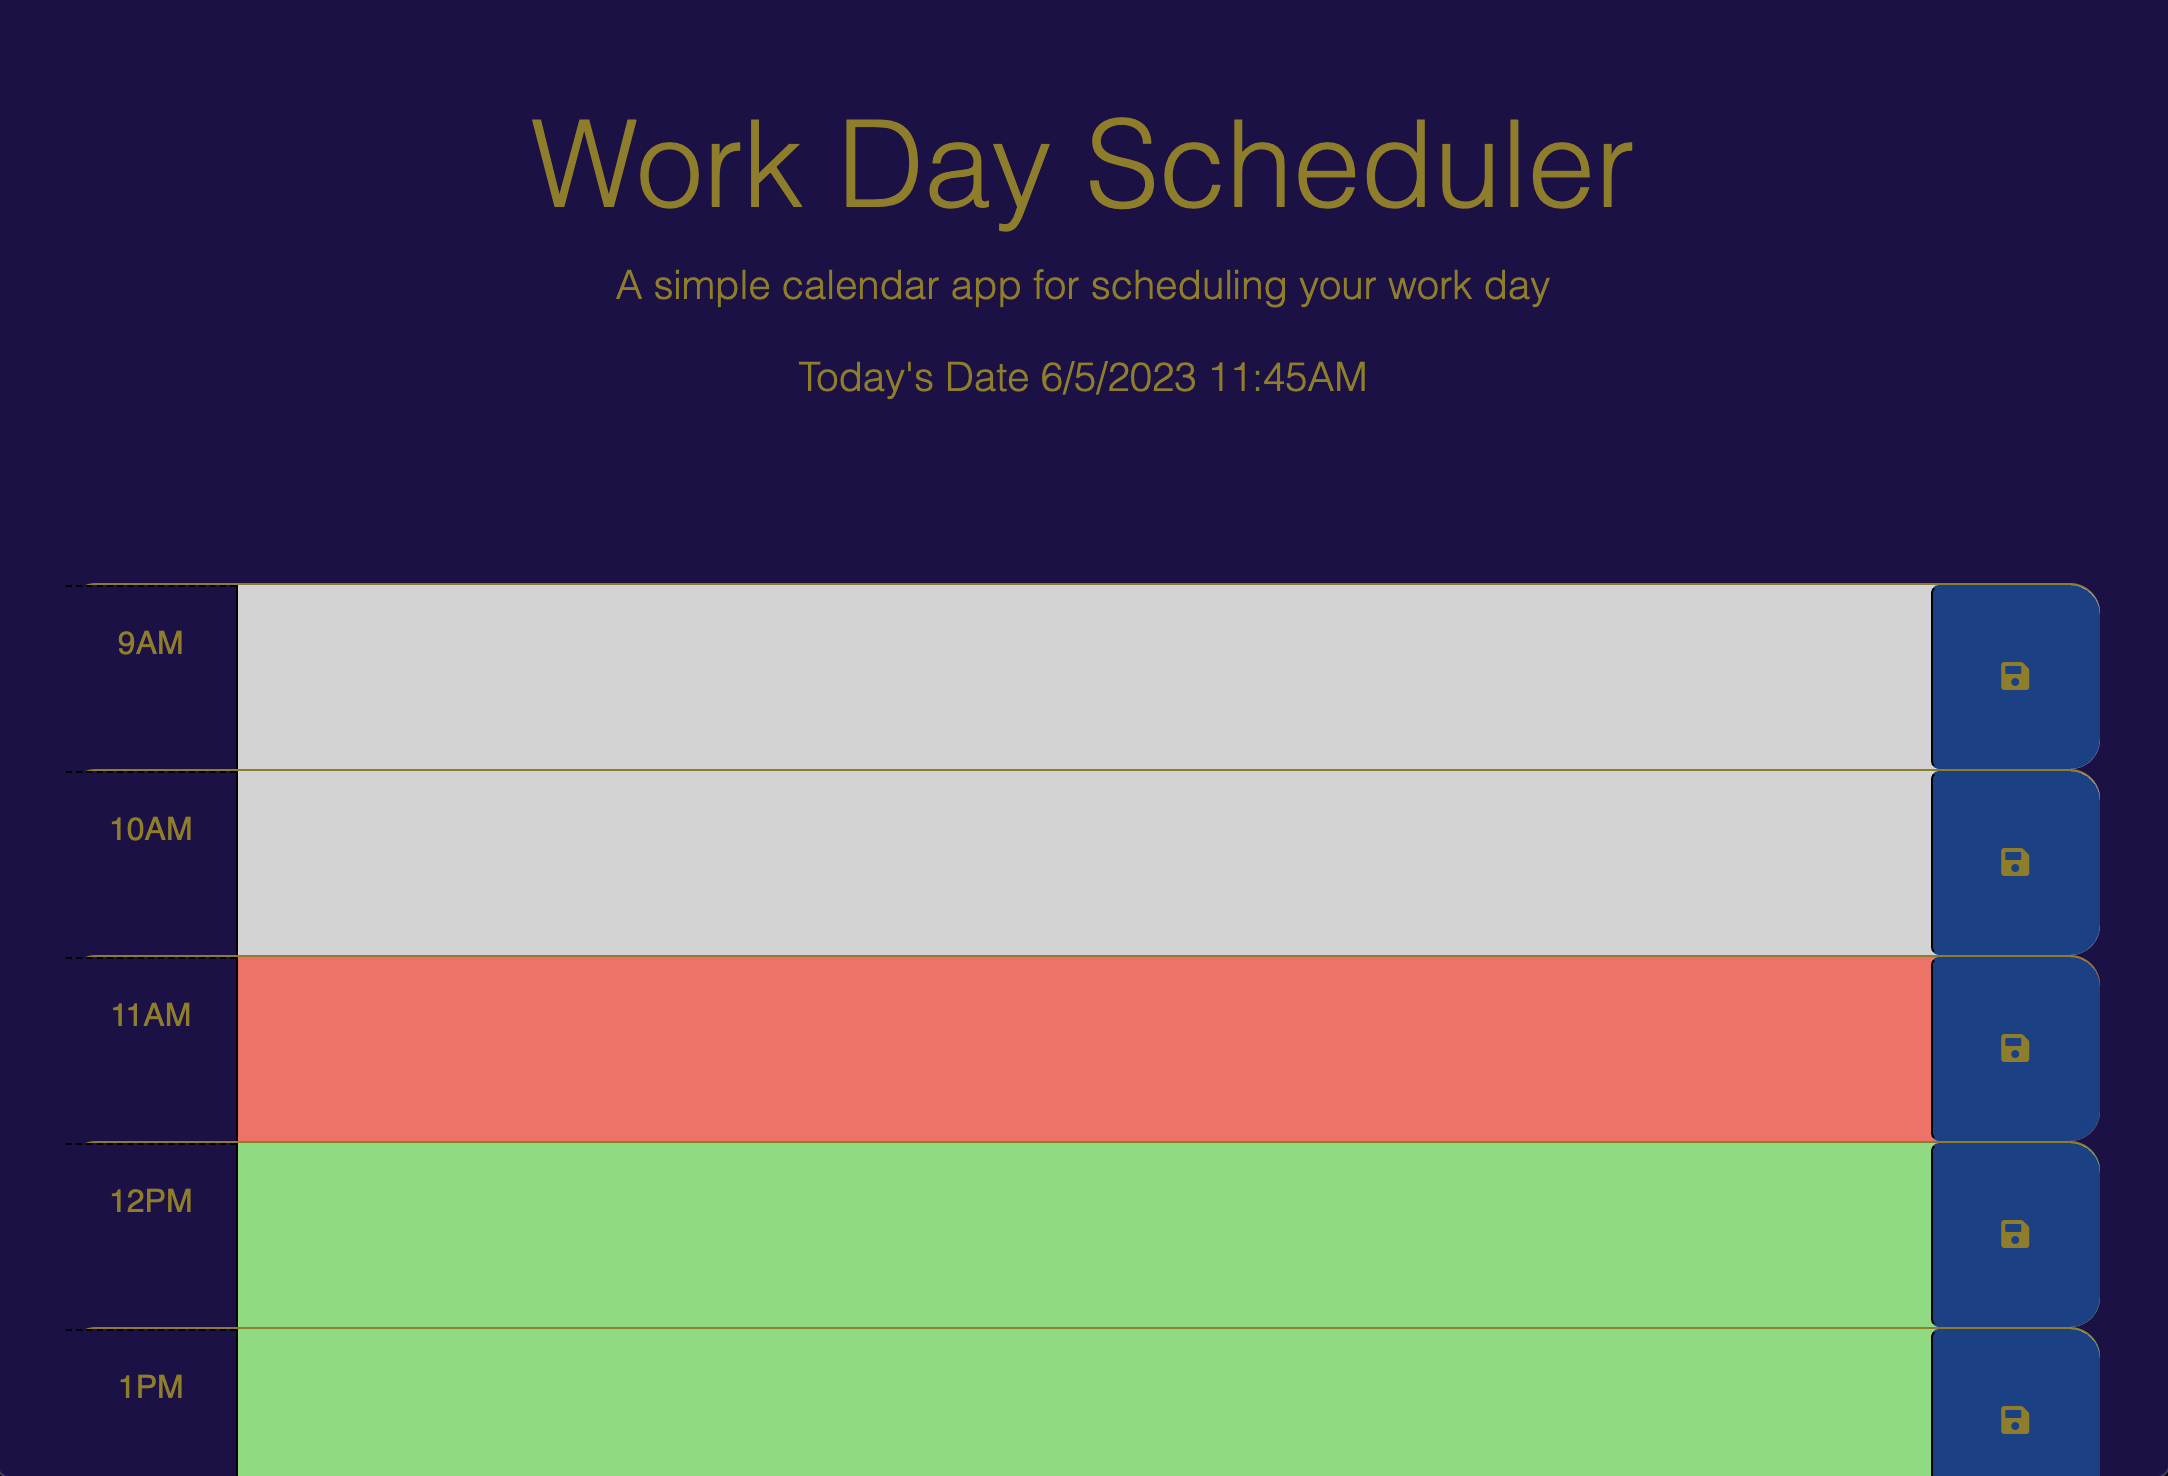 Work Day Scheduler
A simple calendar app for scheduling your work day
Today's Date 6/5/2023 11:45AM
9AM
10AM
11AM
12PM
1PM